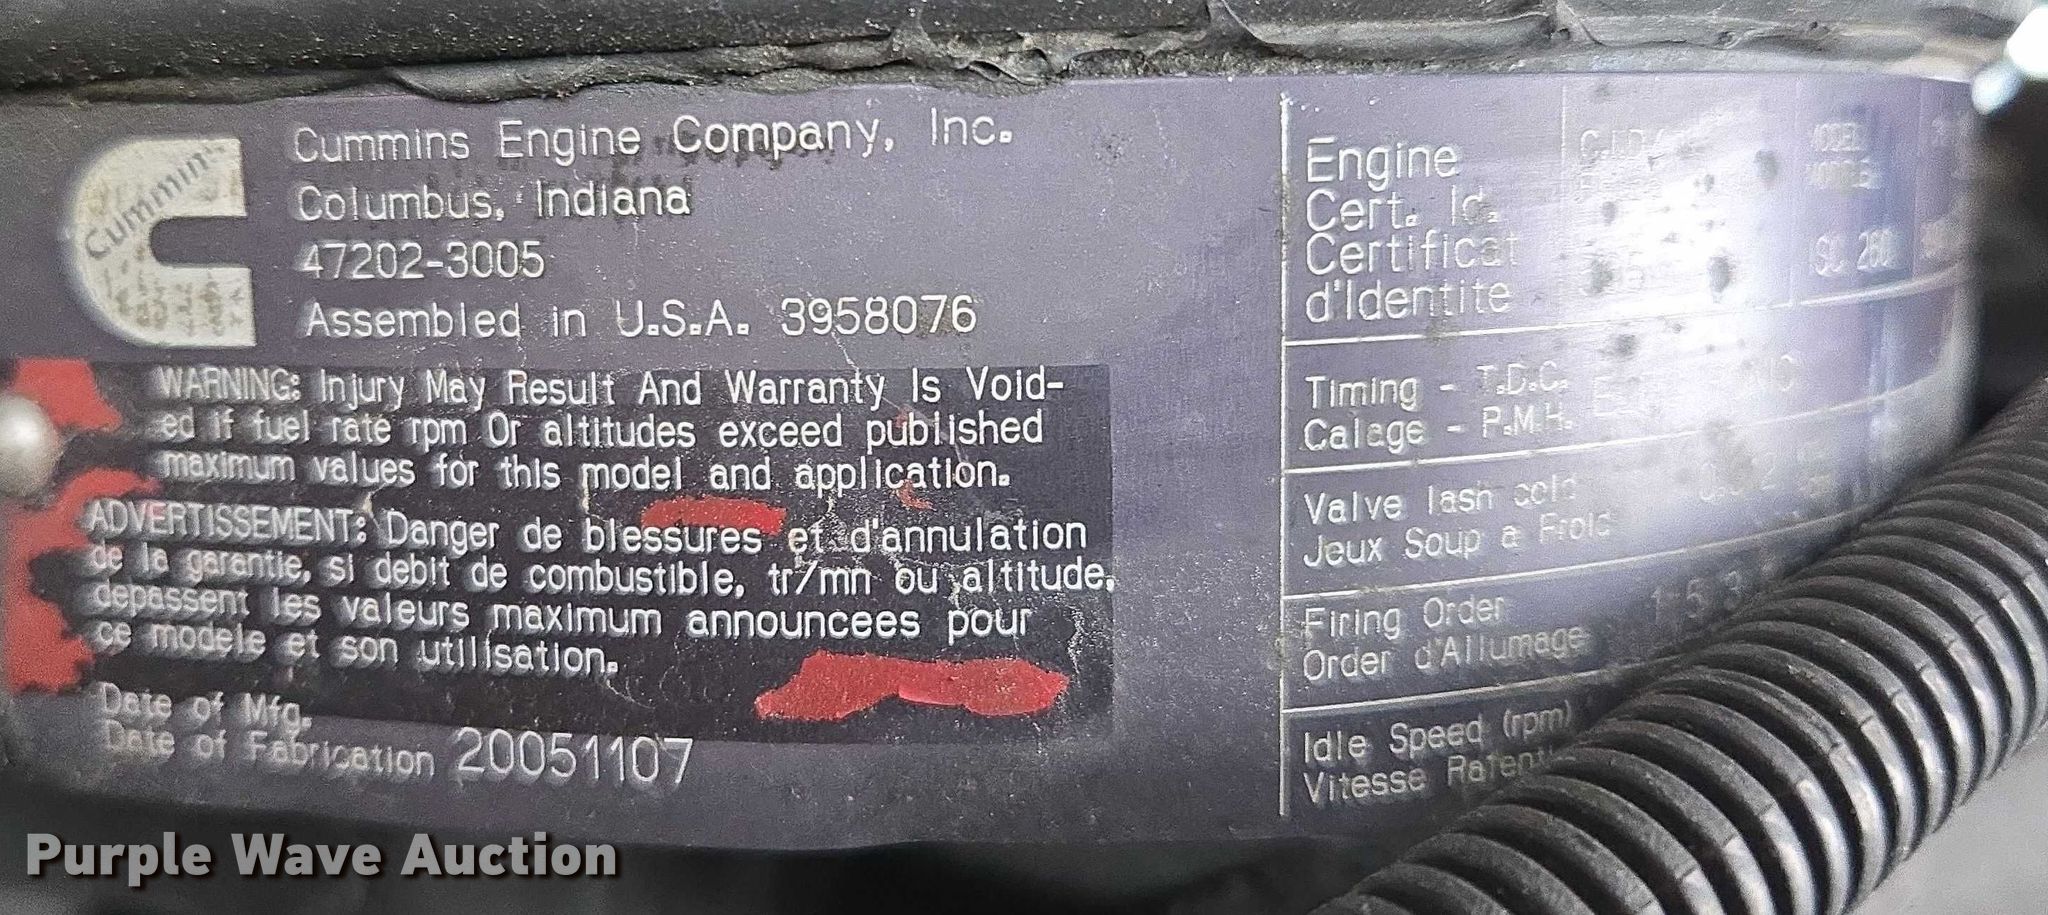 Cummins
Cummins Engine Company, Inc.
Columbus, Indiana
47202-3005
Assembled in U.S.A. 3958076
WARNING: Injury May Result And Warranty Is Void-
ed if fuel rate rpm Or altitudes exceed published
maximum values for this model and application.
ADVERTISSEMENT: Danger de blessures et d'annulation
de la garantie, si debit de combustible, tr/mn ou altitude,
depassent les valeurs maximum announcees pour
ce modele et son utilisation.
Date of Mfg.
Date of Fabrication 20051107
Engine
Cert. Id.
Certificat
d'Identite
ISC 260
Timing - T.D.C.
Calage - P.M.H.
Valve lash cold
Jeux Soup a Froid
Firing Order
Order d'Allumage
Idle Speed (rpm)
Vitesse
Purple Wave Auction